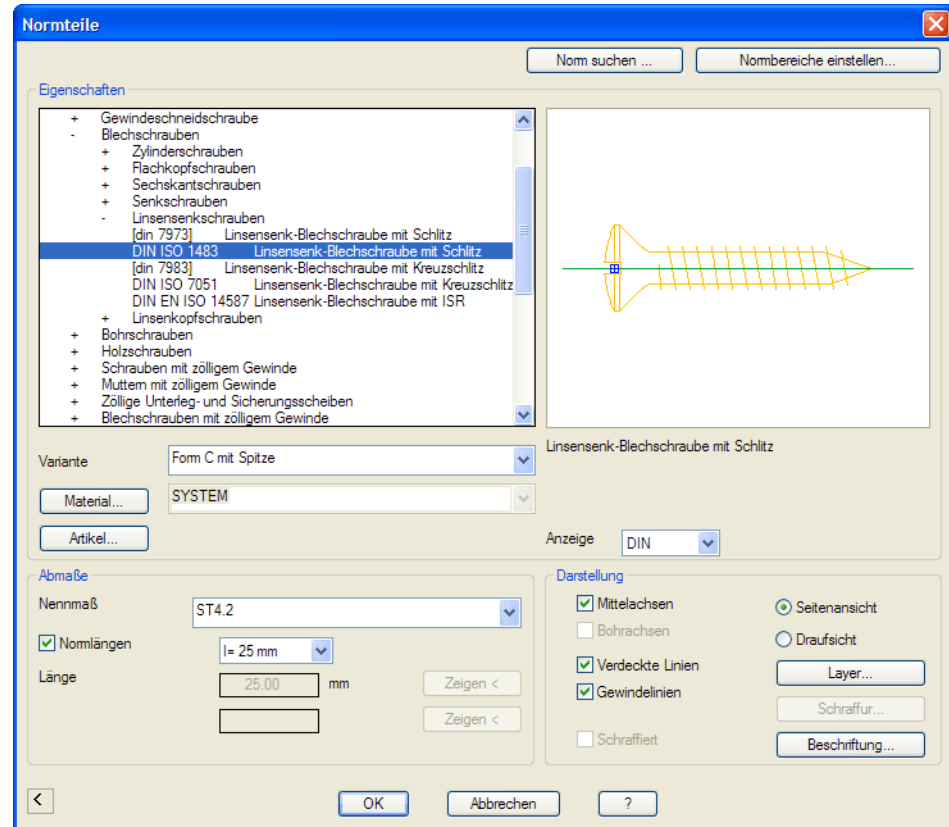 Normteile
Norm suchen ...
Nombereiche einstellen...
Eigenschaften
+ Gewindeschneidschraube
- Blechschrauben
+ Zylinderschrauben
+ Flachkopfschrauben
+ Sechskantschrauben
+ Senkschrauben
- Linsensenkschrauben
[din 7973] Linsensenk-Blechschraube mit Schlitz
DIN ISO 1483 Linsensenk-Blechschraube mit Schlitz
[din 7983] Linsensenk-Blechschraube mit Kreuzschlitz
DIN ISO 7051 Linsensenk-Blechschraube mit Kreuzschlitz
DIN EN ISO 14587 Linsensenk-Blechschraube mit ISR
+ Linsenkopfschrauben
+ Bohrschrauben
+ Holzschrauben
+ Schrauben mit zölligem Gewinde
+ Muttern mit zölligem Gewinde
+ Zöllige Unterleg- und Sicherungsscheiben
+ Blechschrauben mit zölligem Gewinde
Linsensenk-Blechschraube mit Schlitz
Variante Form C mit Spitze
Material... SYSTEM
Artikel...
Anzeige DIN
Abmaße
Nennmaß ST4.2
Normlängen l= 25 mm
Länge 25.00 mm Zeigen <
Zeigen <
Darstellung
Mittelachsen
Seitenansicht
Bohrachsen
Draufsicht
Verdeckte Linien
Layer...
Gewindelinien
Schraffur...
Schraffiert
Beschriftung...
< OK Abbrechen ?